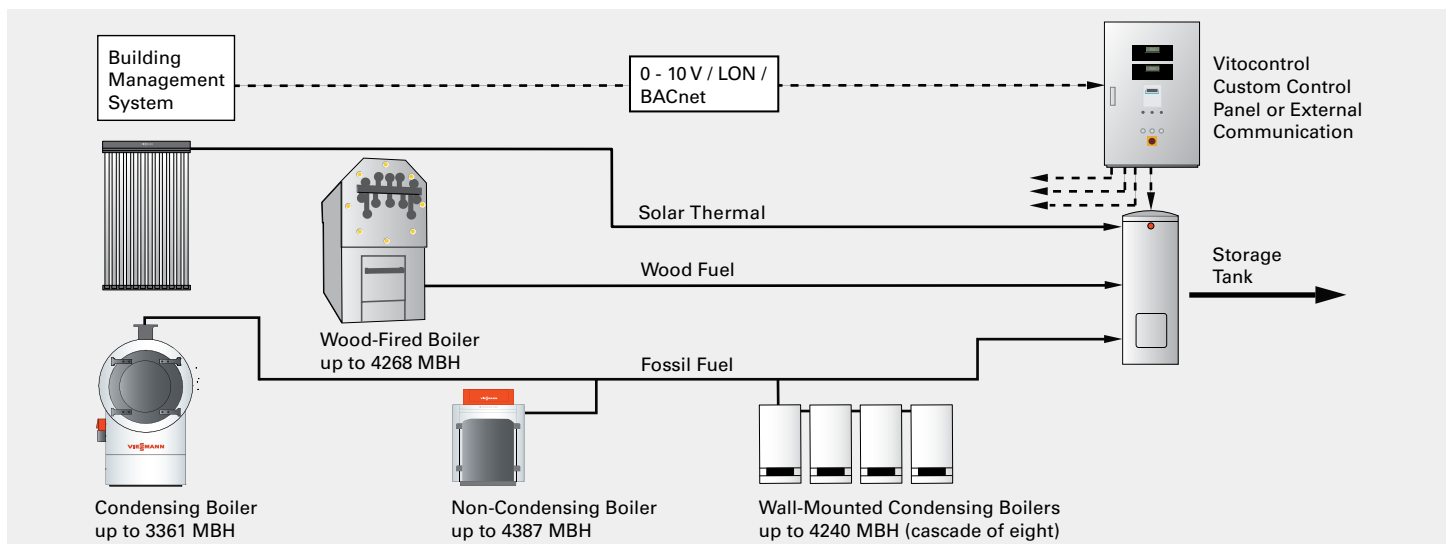 Building
Management
System
0 - 10 V / LON /
BACnet
Vitocontrol
Custom Control
Panel or External
Communication
Solar Thermal
Wood Fuel
Storage
Tank
Wood-Fired Boiler
up to 4268 MBH
Fossil Fuel
VIESMANN
Condensing Boiler
up to 3361 MBH
Non-Condensing Boiler
up to 4387 MBH
Wall-Mounted Condensing Boilers
up to 4240 MBH (cascade of eight)